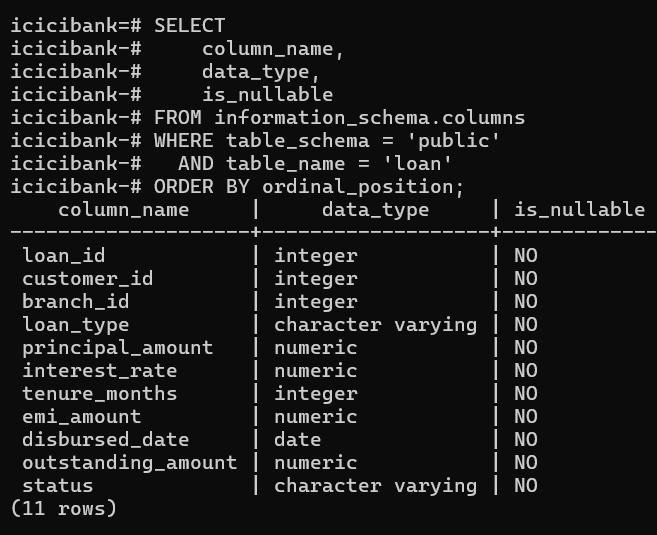 icicibank=# SELECT
icicibank-#     column_name,
icicibank-#     data_type,
icicibank-#     is_nullable
icicibank-# FROM information_schema.columns
icicibank-# WHERE table_schema = 'public'
icicibank-#   AND table_name = 'loan'
icicibank-# ORDER BY ordinal_position;
    column_name     |     data_type     | is_nullable
--------------------+-------------------+-------------
 loan_id            | integer           | NO
 customer_id        | integer           | NO
 branch_id          | integer           | NO
 loan_type          | character varying | NO
 principal_amount   | numeric           | NO
 interest_rate      | numeric           | NO
 tenure_months      | integer           | NO
 emi_amount         | numeric           | NO
 disbursed_date     | date              | NO
 outstanding_amount | numeric           | NO
 status             | character varying | NO
(11 rows)